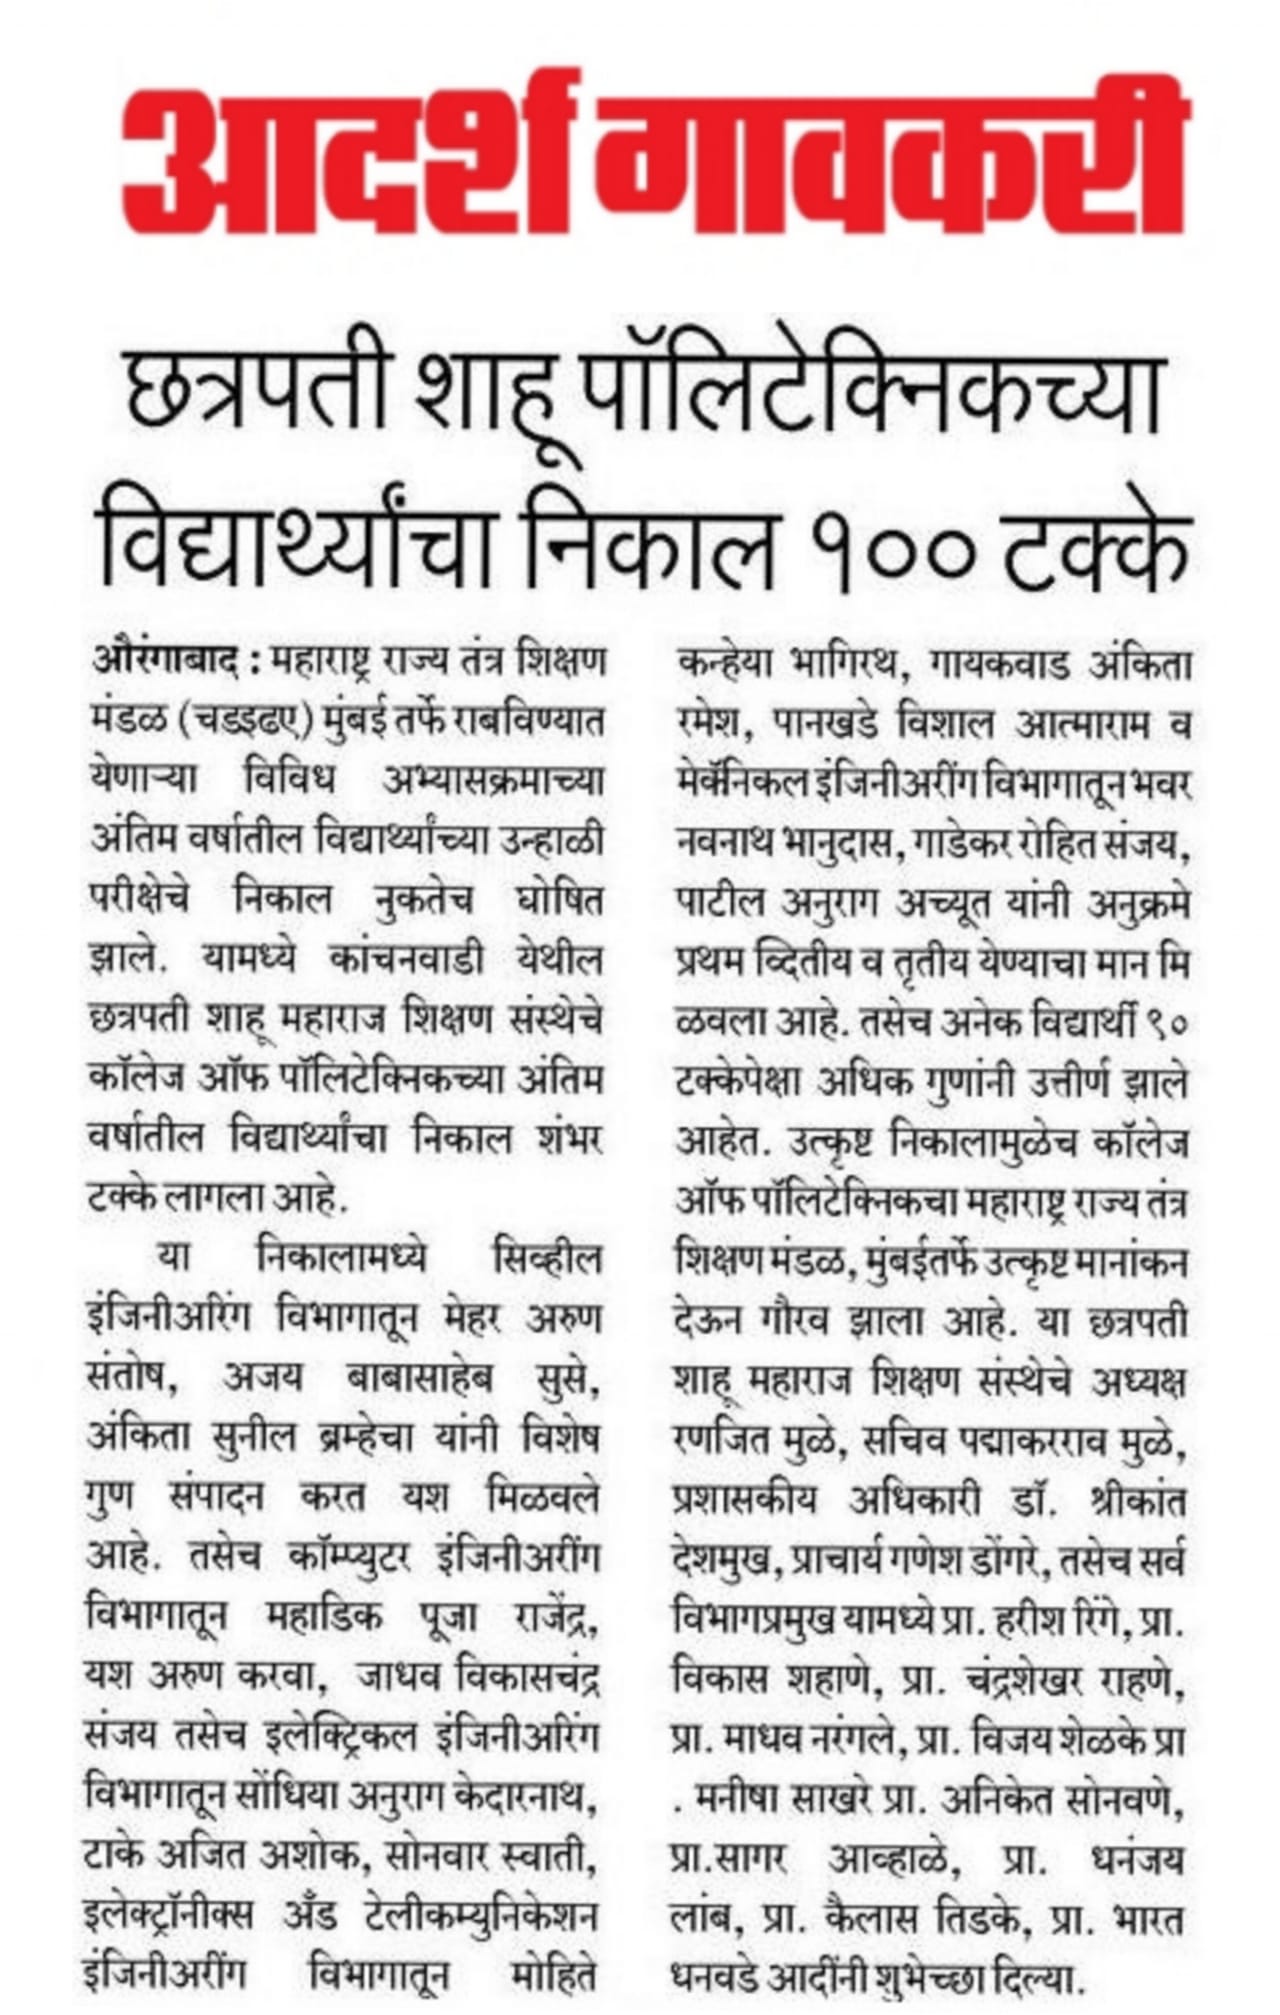 आदर्श गावकरी
छत्रपती शाहू पॉलिटेक्निकच्या
विद्यार्थ्यांचा निकाल १०० टक्के
औरंगाबाद : महाराष्ट्र राज्य तंत्र शिक्षण
मंडळ (चडइढए) मुंबई तर्फे राबविण्यात
येणाऱ्या विविध अभ्यासक्रमाच्या
अंतिम वर्षातील विद्यार्थ्यांच्या उन्हाळी
परीक्षेचे निकाल नुकतेच घोषित
झाले. यामध्ये कांचनवाडी येथील
छत्रपती शाहू महाराज शिक्षण संस्थेचे
कॉलेज ऑफ पॉलिटेक्निकच्या अंतिम
वर्षातील विद्यार्थ्यांचा निकाल शंभर
टक्के लागला आहे.
या निकालामध्ये सिव्हील
इंजिनीअरिंग विभागातून मेहर अरुण
संतोष, अजय बाबासाहेब सुसे,
अंकिता सुनील ब्रम्हेचा यांनी विशेष
गुण संपादन करत यश मिळवले
आहे. तसेच कॉम्प्युटर इंजिनीअरींग
विभागातून महाडिक पूजा राजेंद्र,
यश अरुण करवा, जाधव विकासचंद्र
संजय तसेच इलेक्ट्रिकल इंजिनीअरिंग
विभागातून सोंधिया अनुराग केदारनाथ,
टाके अजित अशोक, सोनवार स्वाती,
इलेक्ट्रॉनीक्स अँड टेलीकम्युनिकेशन
इंजिनीअरींग विभागातून मोहिते
कन्हेया भागिरथ, गायकवाड अंकिता
रमेश, पानखडे विशाल आत्माराम व
मेकॅनिकल इंजिनीअरींग विभागातून भवर
नवनाथ भानुदास, गाडेकर रोहित संजय,
पाटील अनुराग अच्यूत यांनी अनुक्रमे
प्रथम व्दितीय व तृतीय येण्याचा मान मि
ळवला आहे. तसेच अनेक विद्यार्थी ९०
टक्केपेक्षा अधिक गुणांनी उत्तीर्ण झाले
आहेत. उत्कृष्ट निकालामुळेच कॉलेज
ऑफ पॉलिटेक्निकचा महाराष्ट्र राज्य तंत्र
शिक्षण मंडळ, मुंबईतर्फे उत्कृष्ट मानांकन
देऊन गौरव झाला आहे. या छत्रपती
शाहू महाराज शिक्षण संस्थेचे अध्यक्ष
रणजित मुळे, सचिव पद्माकरराव मुळे,
प्रशासकीय अधिकारी डॉ. श्रीकांत
देशमुख, प्राचार्य गणेश डोंगरे, तसेच सर्व
विभागप्रमुख यामध्ये प्रा. हरीश रिंगे, प्रा.
विकास शहाणे, प्रा. चंद्रशेखर राहणे,
प्रा. माधव नरंगले, प्रा. विजय शेळके प्रा
. मनीषा साखरे प्रा. अनिकेत सोनवणे,
प्रा.सागर आव्हाळे, प्रा. धनंजय
लांब, प्रा. कैलास तिडके, प्रा. भारत
धनवडे आदींनी शुभेच्छा दिल्या.